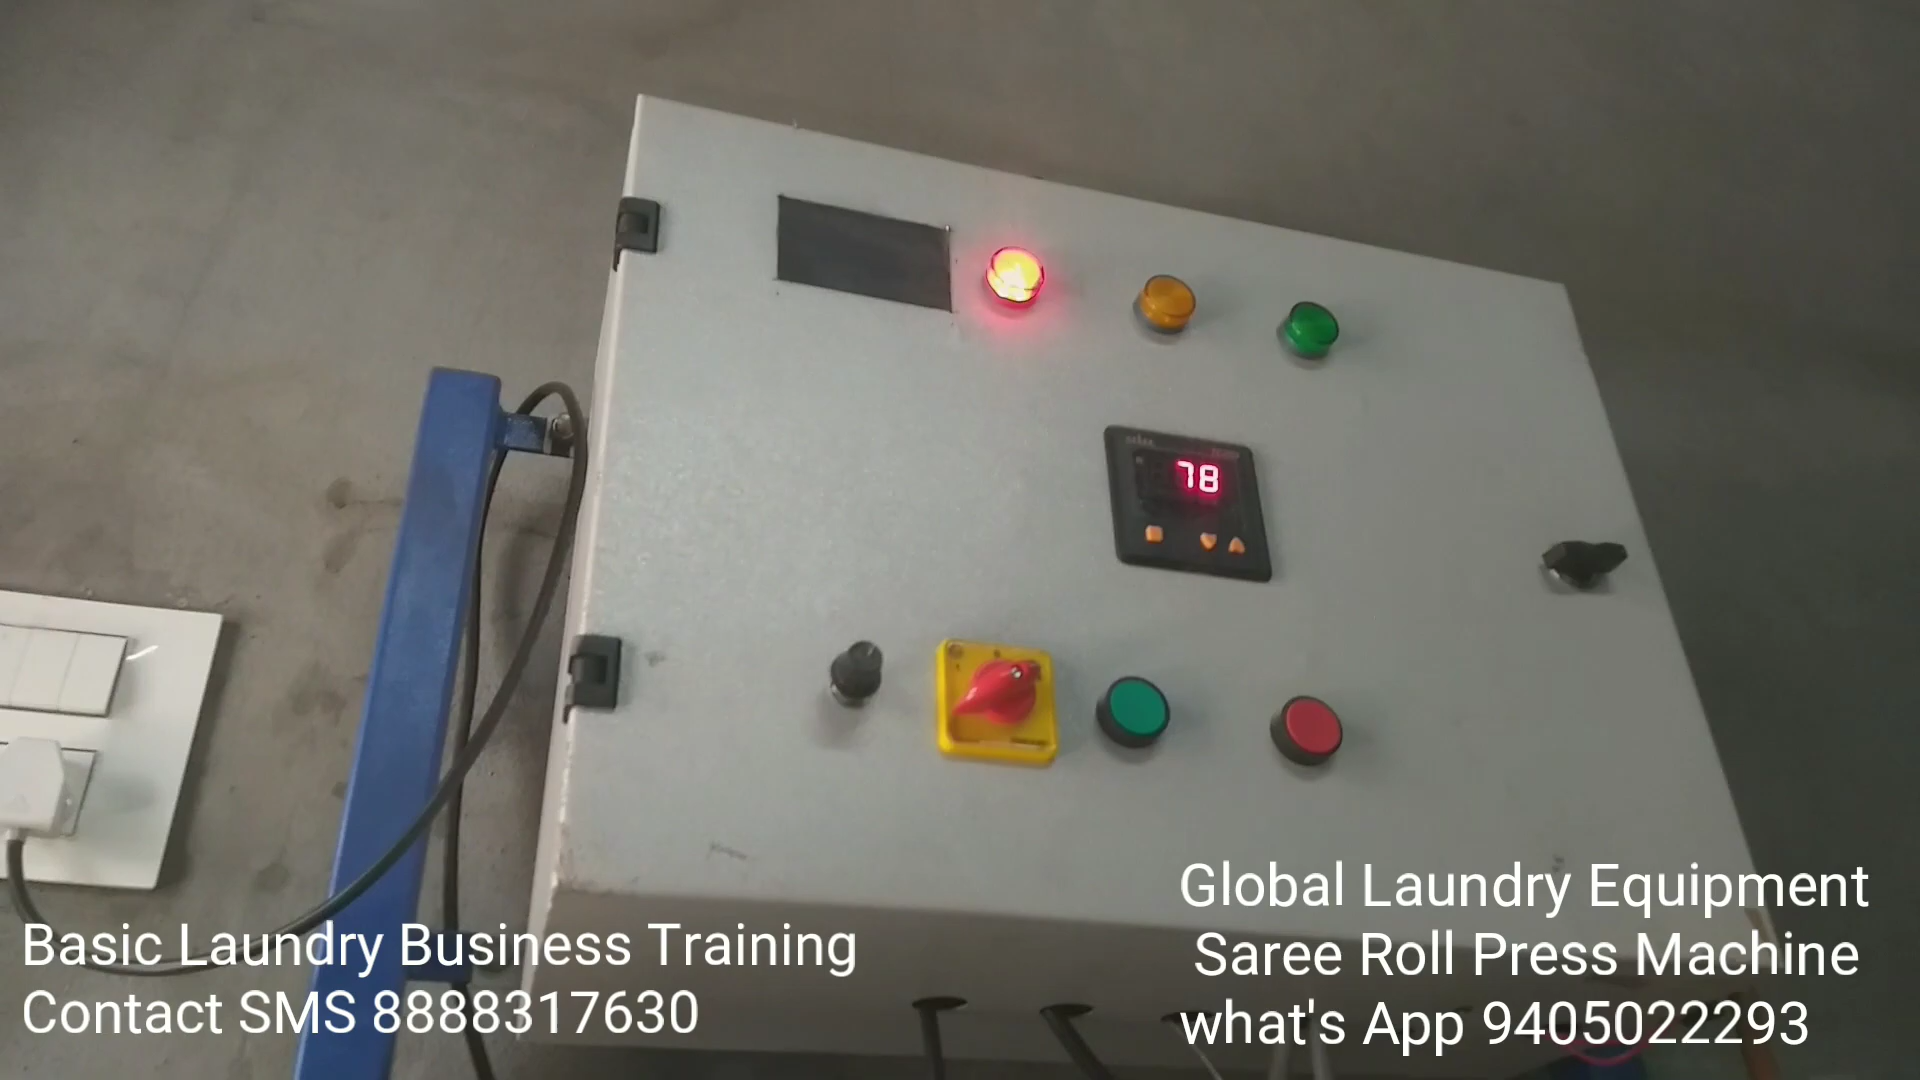 78
Basic Laundry Business Training
Contact SMS 8888317630
Global Laundry Equipment
Saree Roll Press Machine
what's App 9405022293